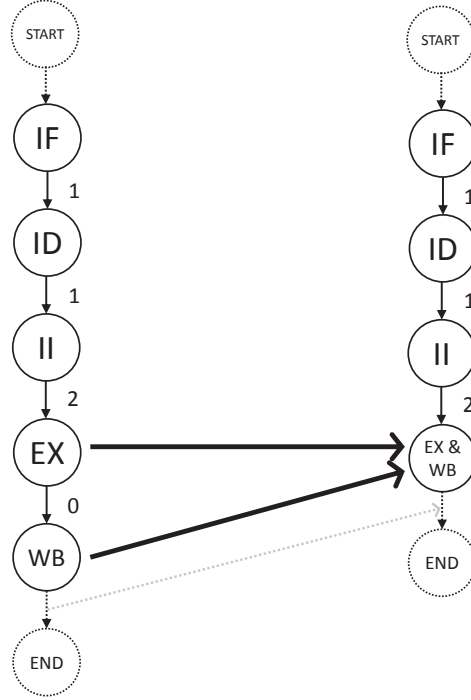 START
IF
1
ID
1
II
2
EX
0
WB
END
START
IF
1
ID
1
II
2
EX &
WB
END